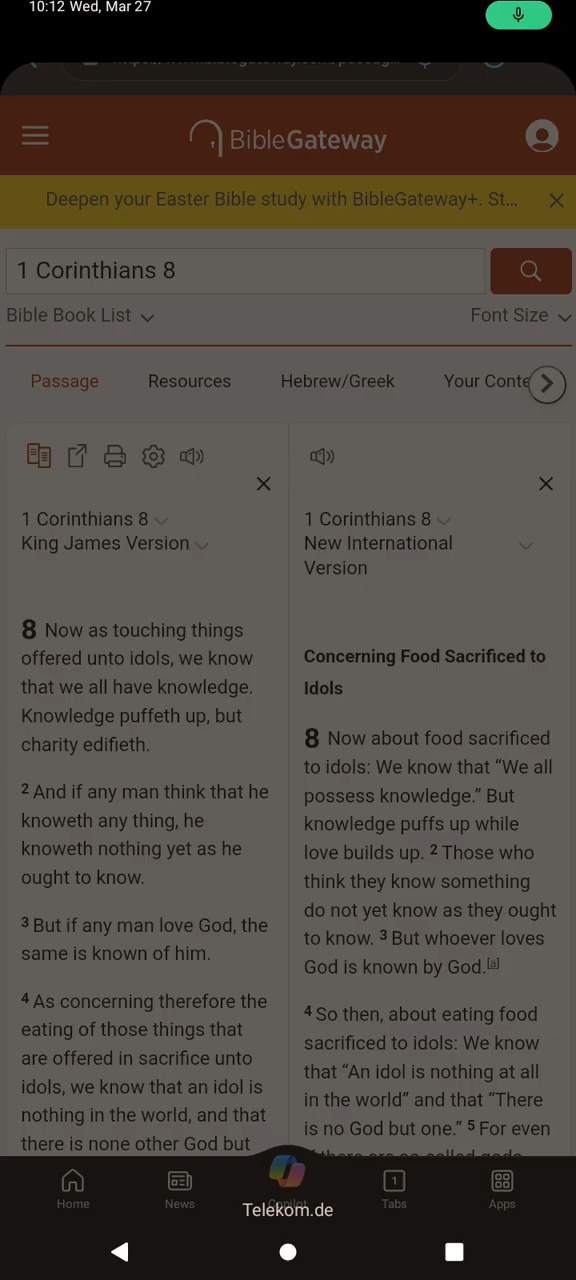 10:12 Wed, Mar 27
BibleGateway
Deepen your Easter Bible study with BibleGateway+. St...
1 Corinthians 8
Bible Book List
Font Size
Passage
Resources
Hebrew/Greek
Your Conte
1 Corinthians 8
King James Version
8 Now as touching things
offered unto idols, we know
that we all have knowledge.
Knowledge puffeth up, but
charity edifieth.
2 And if any man think that he
knoweth any thing, he
knoweth nothing yet as he
ought to know.
3 But if any man love God, the
same is known of him.
4 As concerning therefore the
eating of those things that
are offered in sacrifice unto
idols, we know that an idol is
nothing in the world, and that
there is none other God but
1 Corinthians 8
New International
Version
Concerning Food Sacrificed to
Idols
8 Now about food sacrificed
to idols: We know that “We all
possess knowledge.” But
knowledge puffs up while
love builds up. 2 Those who
think they know something
do not yet know as they ought
to know. 3 But whoever loves
God is known by God.[a]
4 So then, about eating food
sacrificed to idols: We know
that “An idol is nothing at all
in the world” and that “There
is no God but one.” 5 For even
Home
News
Copilot
1
Tabs
Apps
Telekom.de